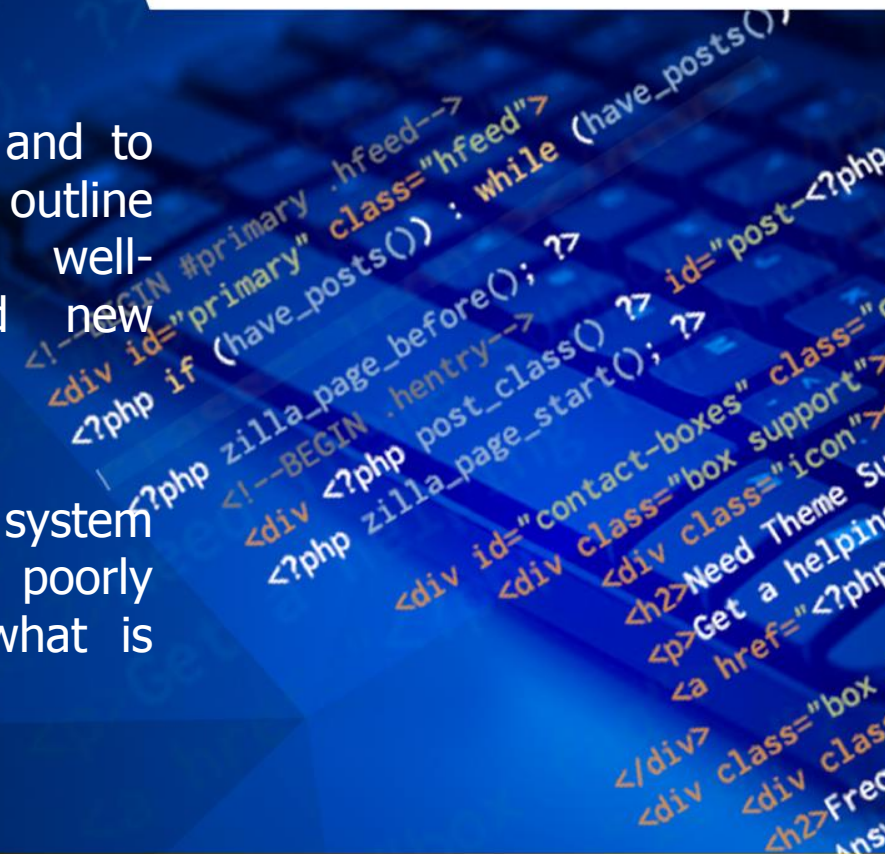 and to
outline
well-
new
system
poorly
what is
<!--BEGIN #primary .hfeed-->
<div id="primary" class="hfeed">
<?php if (have_posts()) : while (have_posts())
<?php zilla_page_before(); ?>
<!--BEGIN .hentry-->
<div <?php post_class() ?> id="post-<?php
<?php zilla_page_start(); ?>
<div id="contact-boxes" class="
<div class="box support">
<div class="icon">
<h2>Need Theme Su
<p>Get a helpin
<a href="<?php
</div>
<div class="box
<div clas
<h2>Freq
Ans